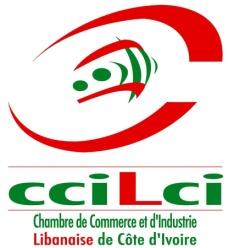 cciLci
Chambre de Commerce et d'Industrie
Libanaise de Côte d'Ivoire